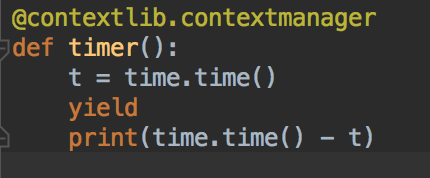 @contextlib.contextmanager
def timer():
    t = time.time()
    yield
    print(time.time() - t)